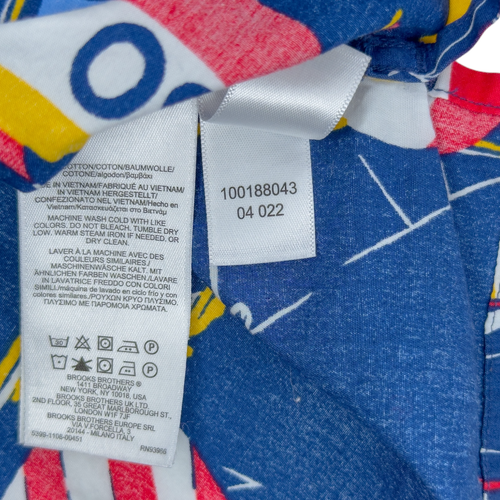 COTTON/COTON/BAUMWOLLE/
COTONE/algodon/βαμβάκι
MADE IN VIETNAM/FABRIQUÉ AU VIETNAM/
IN VIETNAM HERGESTELLT/
CONFEZIONATO NEL VIETNAM/Hecho en
Vietnam/Κατασκευάζεται στο Βιετνάμ
MACHINE WASH COLD WITH LIKE
COLORS. DO NOT BLEACH. TUMBLE DRY
LOW. WARM STEAM IRON IF NEEDED. OR
DRY CLEAN.
LAVER À LA MACHINE AVEC DES
COULEURS SIMILAIRES./
MASCHINENWÄSCHE KALT. MIT
ÄHNLICHEN FARBEN WASCHEN./LAVARE
IN LAVATRICE FREDDO CON COLORI
SIMILI./máquina de lavado en ciclo frío y con
colores similares./ΡΟΥΧΩΝ ΚΡΥΟ ΠΛΥΣΙΜΟ/
ΠΛΥΣΙΜΟ ΜΕ ΠΑΡΟΜΟΙΑ ΧΡΩΜΑΤΑ.
30
P
P
BROOKS BROTHERS ®
1411 BROADWAY
NEW YORK, NY 10018. USA
BROOKS BROTHERS UK LTD.
2ND FLOOR, 35 GREAT MARLBOROUGH ST.,
LONDON W1F 7JF
BROOKS BROTHERS EUROPE SRL
VIA V.FORCELLA, 3
20144 - MILANO ITALY
RN93956
100188043
04 022